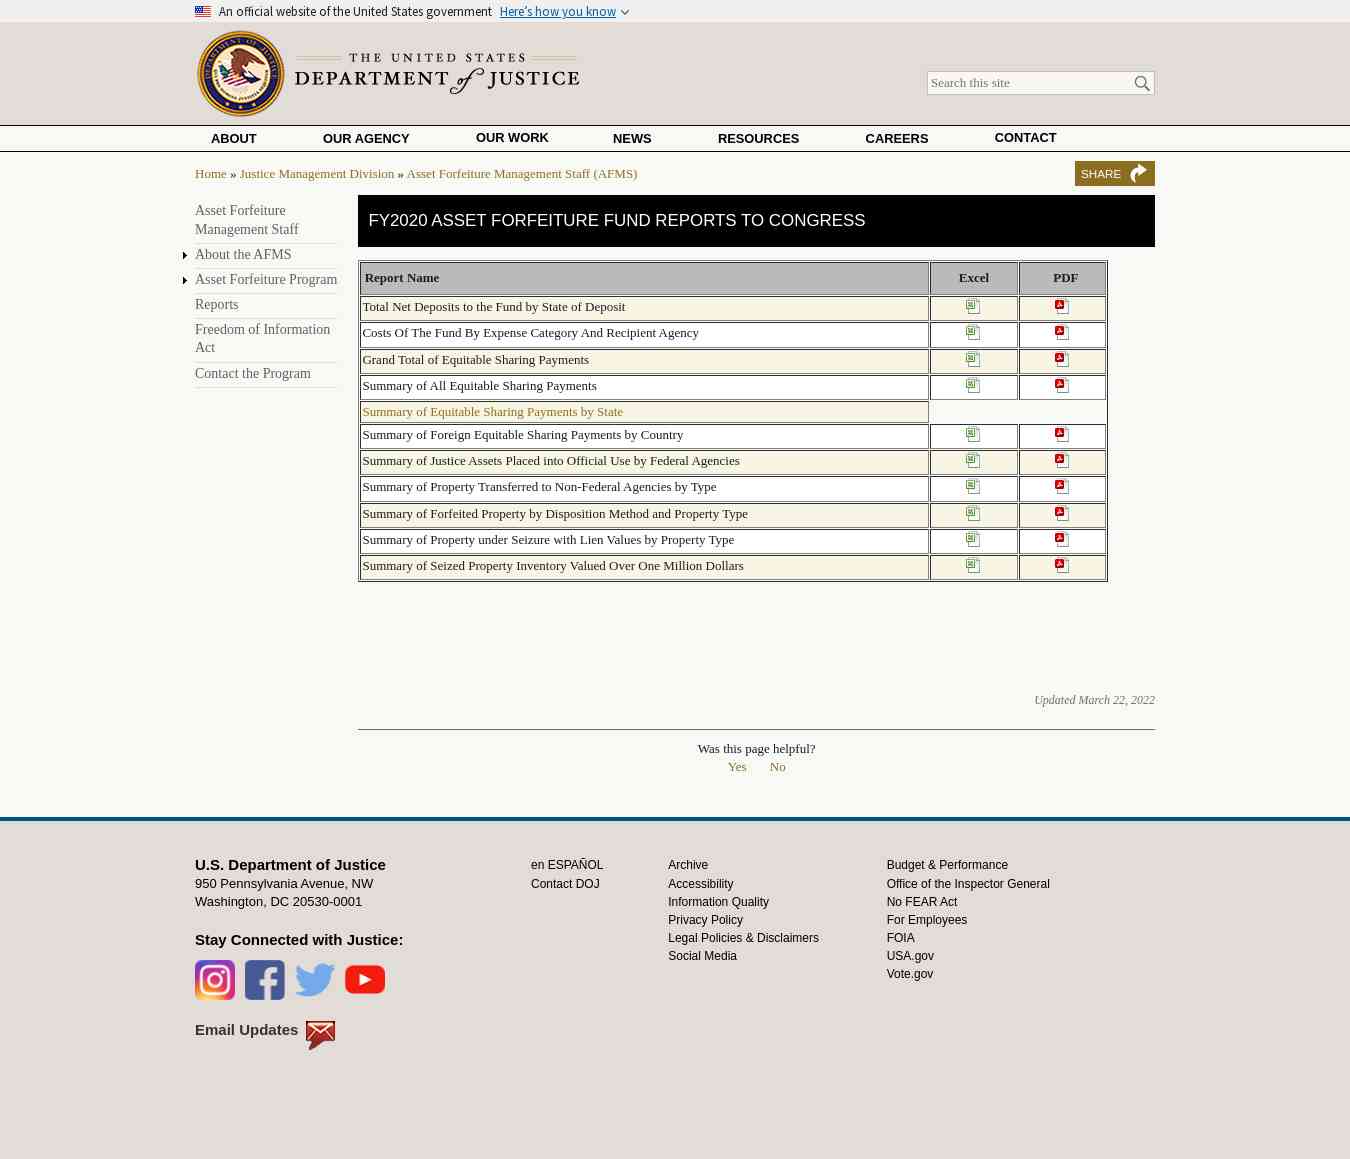 An official website of the United States government Here's how you know
THE UNITED STATES
DEPARTMENT of JUSTICE
Search this site
ABOUT OUR AGENCY OUR WORK NEWS RESOURCES CAREERS CONTACT
Home » Justice Management Division » Asset Forfeiture Management Staff (AFMS)
SHARE
Asset Forfeiture
Management Staff
About the AFMS
Asset Forfeiture Program
Reports
Freedom of Information
Act
Contact the Program
FY2020 ASSET FORFEITURE FUND REPORTS TO CONGRESS
Report Name Excel PDF
Total Net Deposits to the Fund by State of Deposit
Costs Of The Fund By Expense Category And Recipient Agency
Grand Total of Equitable Sharing Payments
Summary of All Equitable Sharing Payments
Summary of Equitable Sharing Payments by State
Summary of Foreign Equitable Sharing Payments by Country
Summary of Justice Assets Placed into Official Use by Federal Agencies
Summary of Property Transferred to Non-Federal Agencies by Type
Summary of Forfeited Property by Disposition Method and Property Type
Summary of Property under Seizure with Lien Values by Property Type
Summary of Seized Property Inventory Valued Over One Million Dollars
Updated March 22, 2022
Was this page helpful?
Yes No
U.S. Department of Justice
950 Pennsylvania Avenue, NW
Washington, DC 20530-0001
Stay Connected with Justice:
Email Updates
en ESPAÑOL
Contact DOJ
Archive
Accessibility
Information Quality
Privacy Policy
Legal Policies & Disclaimers
Social Media
Budget & Performance
Office of the Inspector General
No FEAR Act
For Employees
FOIA
USA.gov
Vote.gov